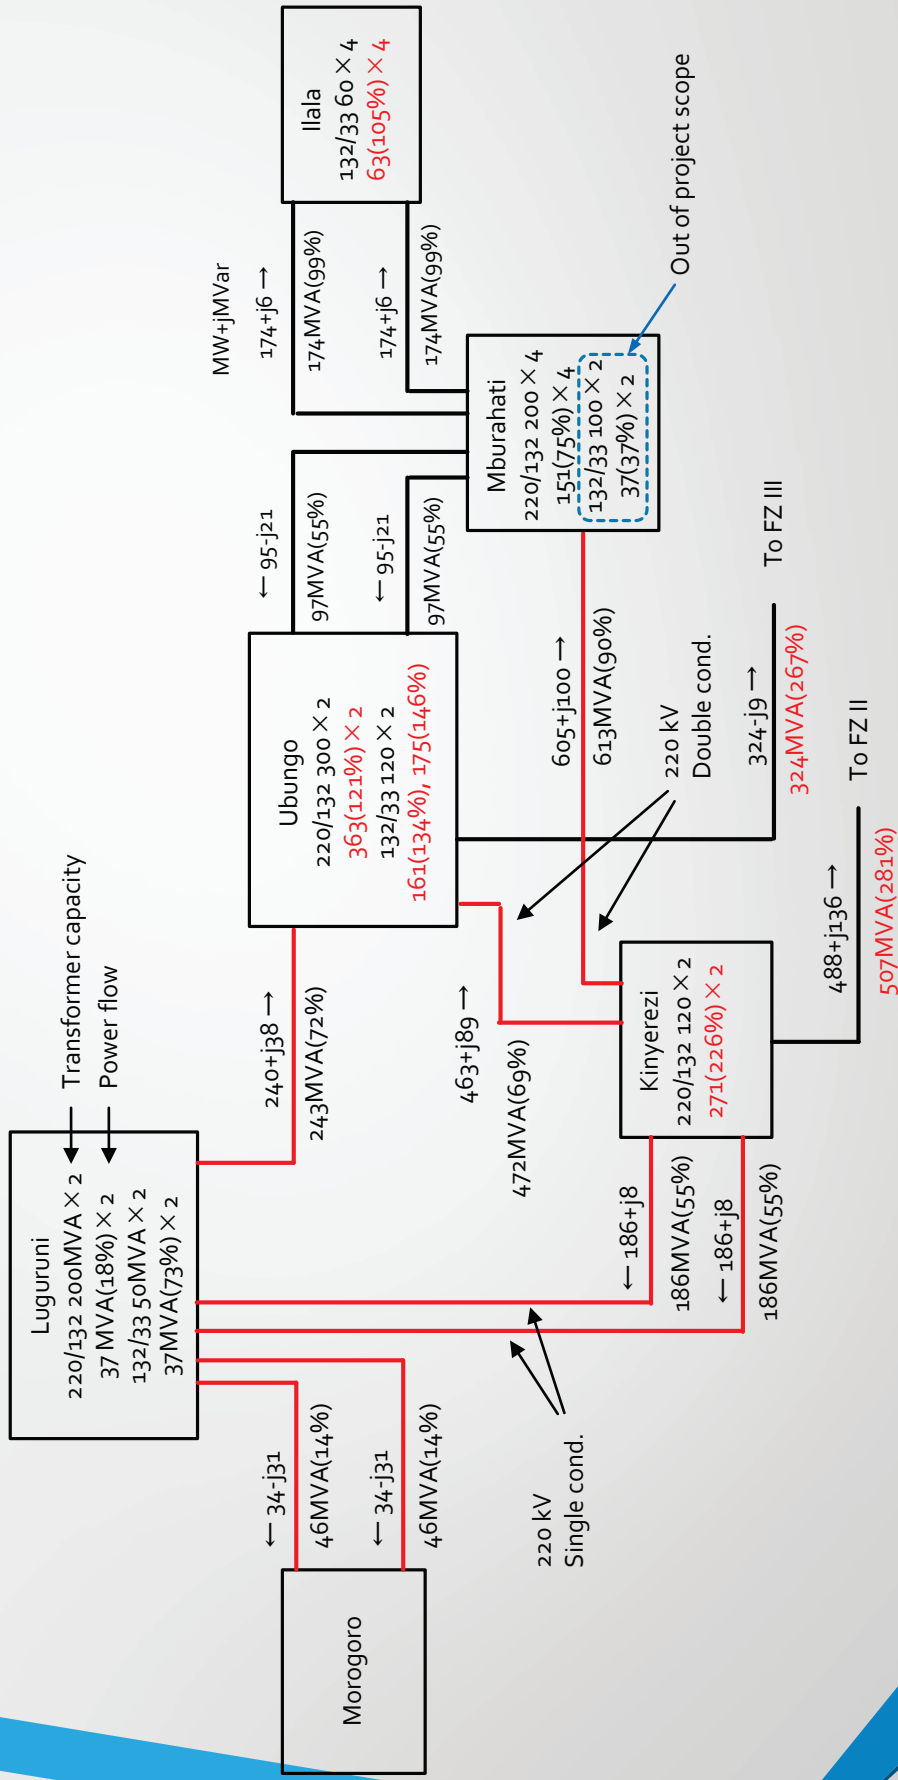 Morogoro
← 34-j31
46MVA(14%)
← 34-j31
46MVA(14%)
Luguruni
220/132 200MVA × 2
37 MVA(18%) × 2
132/33 50MVA × 2
37MVA(73%) × 2
Transformer capacity
Power flow
240+j38 →
243MVA(72%)
220 kV
Single cond.
← 186+j8
186MVA(55%)
← 186+j8
186MVA(55%)
Kinyerezi
220/132 120 × 2
271(226%) × 2
463+j89 →
472MVA(69%)
Ubungo
220/132 300 × 2
363(121%) × 2
132/33 120 × 2
161(134%), 175(146%)
← 95-j21
97MVA(55%)
← 95-j21
97MVA(55%)
605+j100 →
613MVA(90%)
220 kV
Double cond.
324-j9 →
324MVA(267%)
To FZ III
488+j136 →
507MVA(281%)
To FZ II
Mburahati
220/132 200 × 4
151(75%) × 4
132/33 100 × 2
37(37%) × 2
Out of project scope
MW+jMVar
174+j6 →
174MVA(99%)
174+j6 →
174MVA(99%)
Ilala
132/33 60 × 4
63(105%) × 4